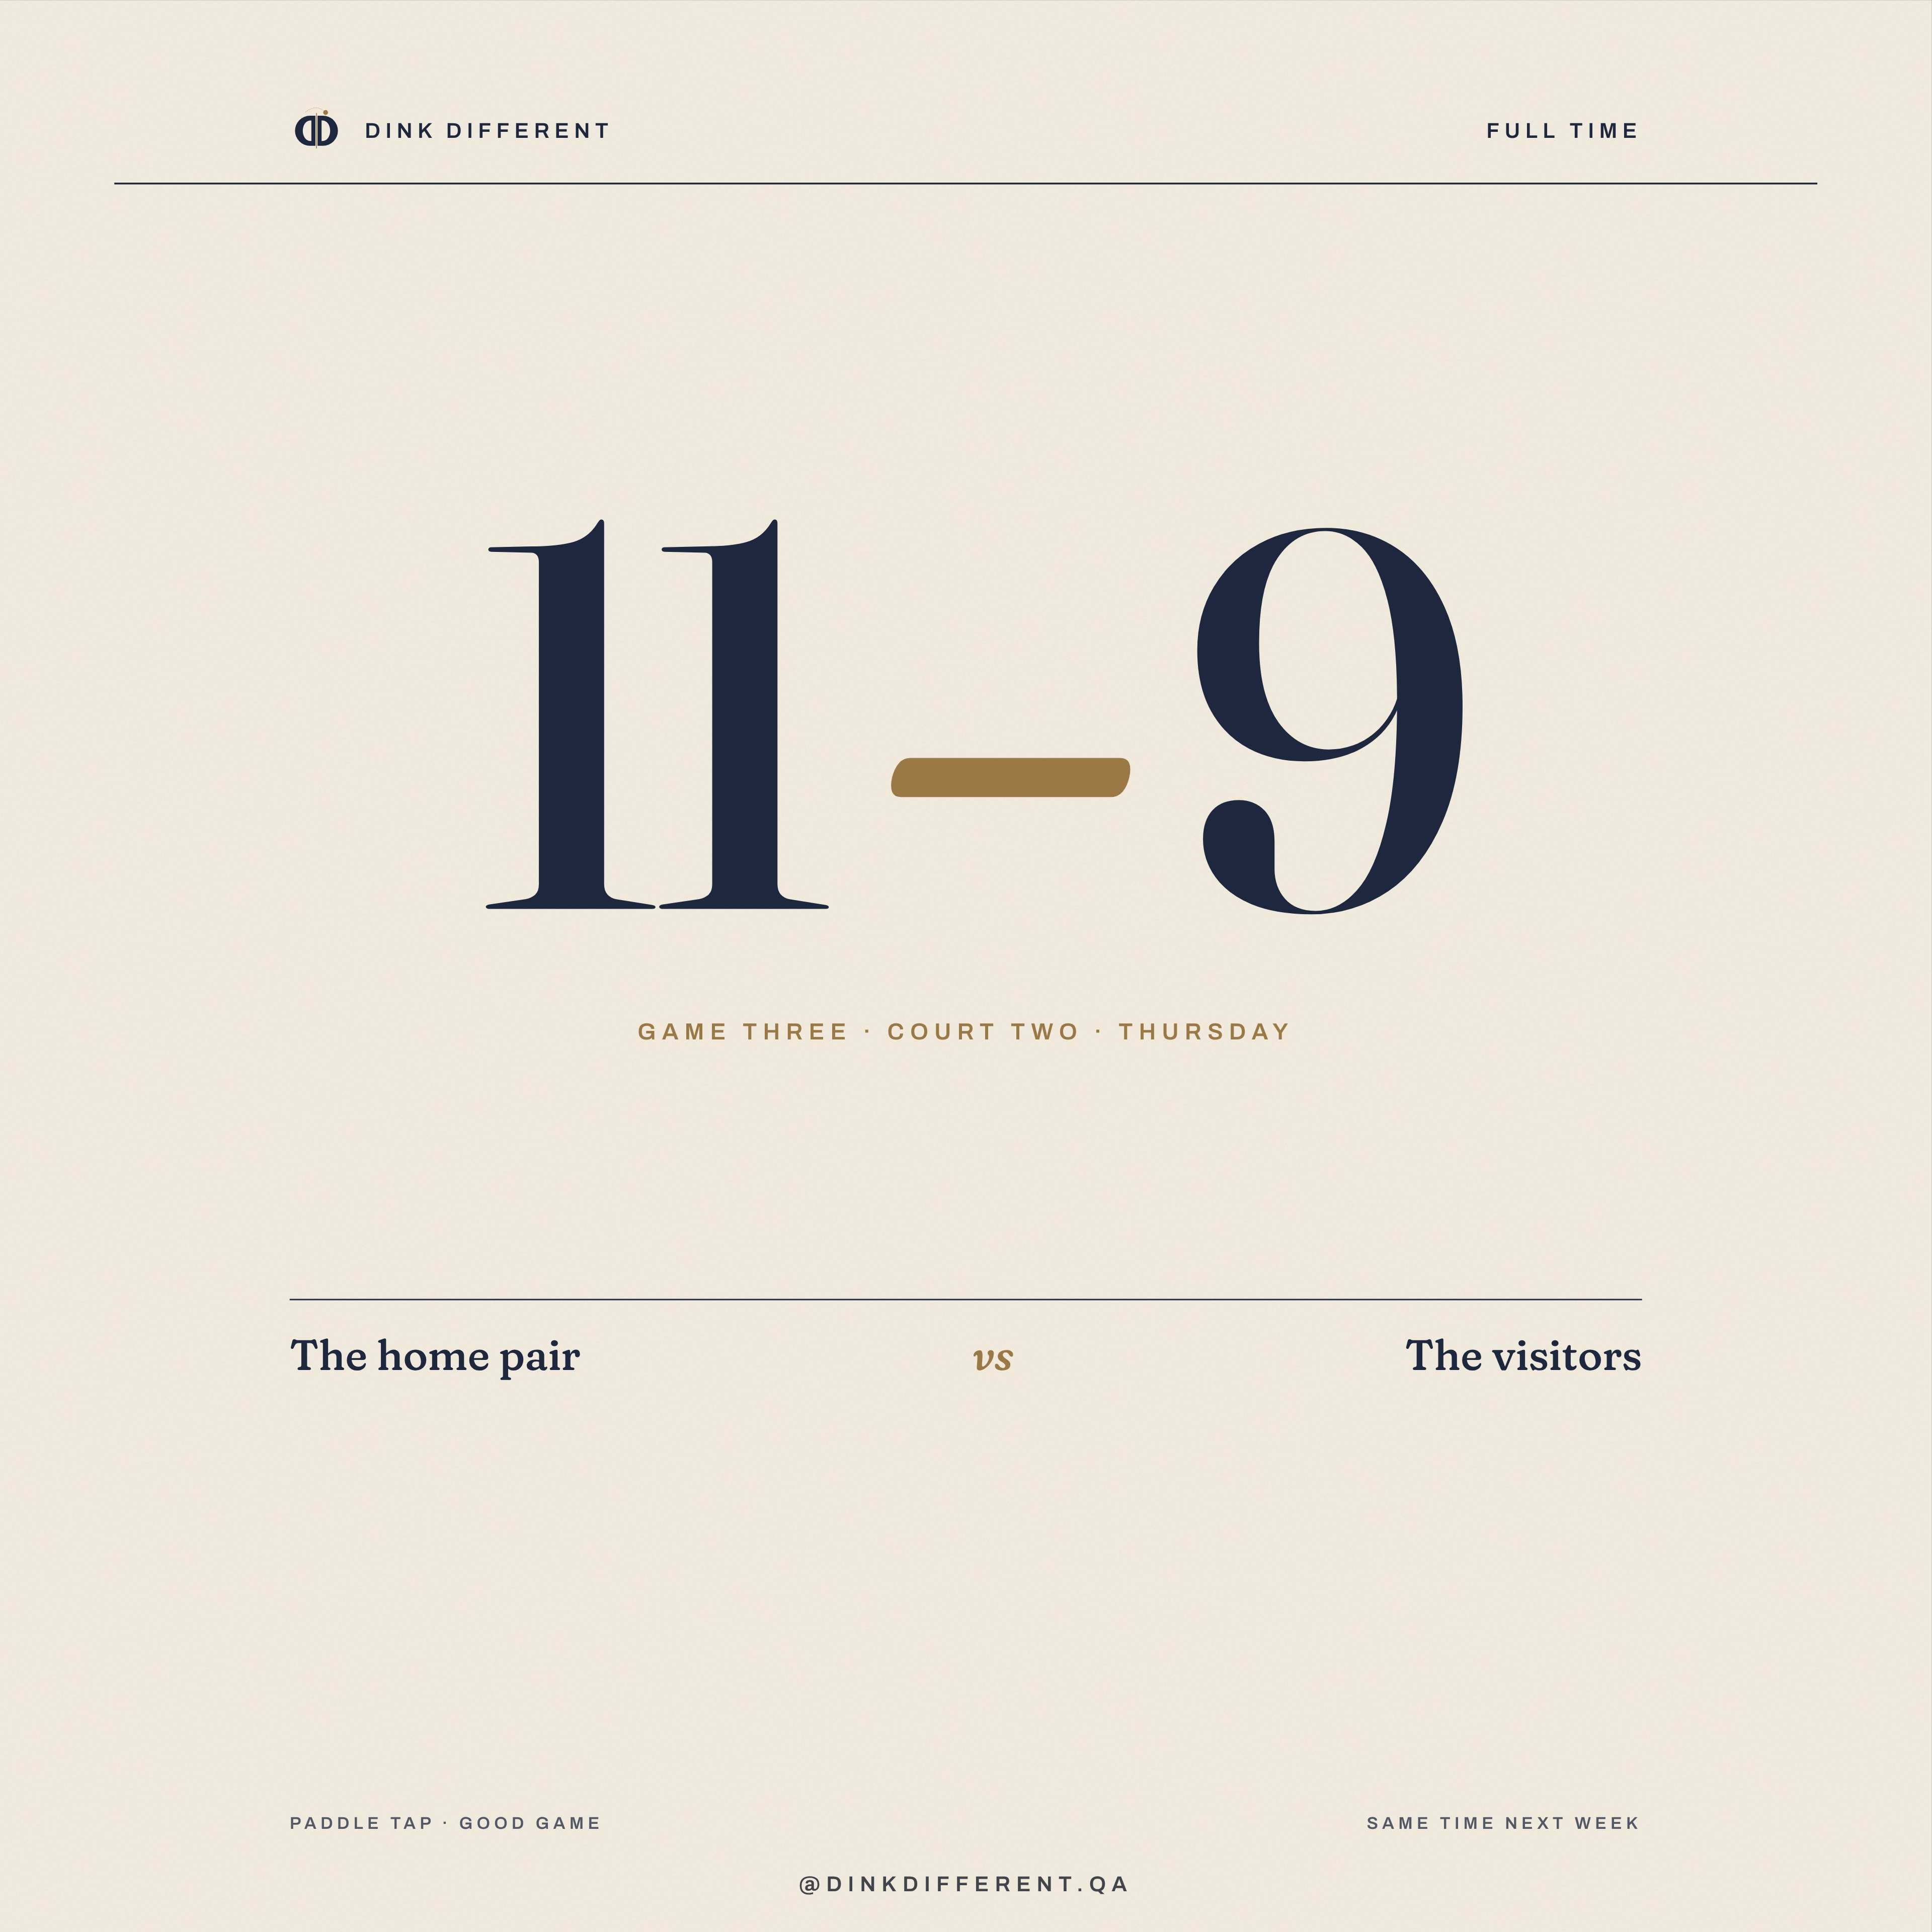 DINK DIFFERENT
FULL TIME
11–9
GAME THREE · COURT TWO · THURSDAY
The home pair vs The visitors
PADDLE TAP · GOOD GAME
SAME TIME NEXT WEEK
@DINKDIFFERENT.QA